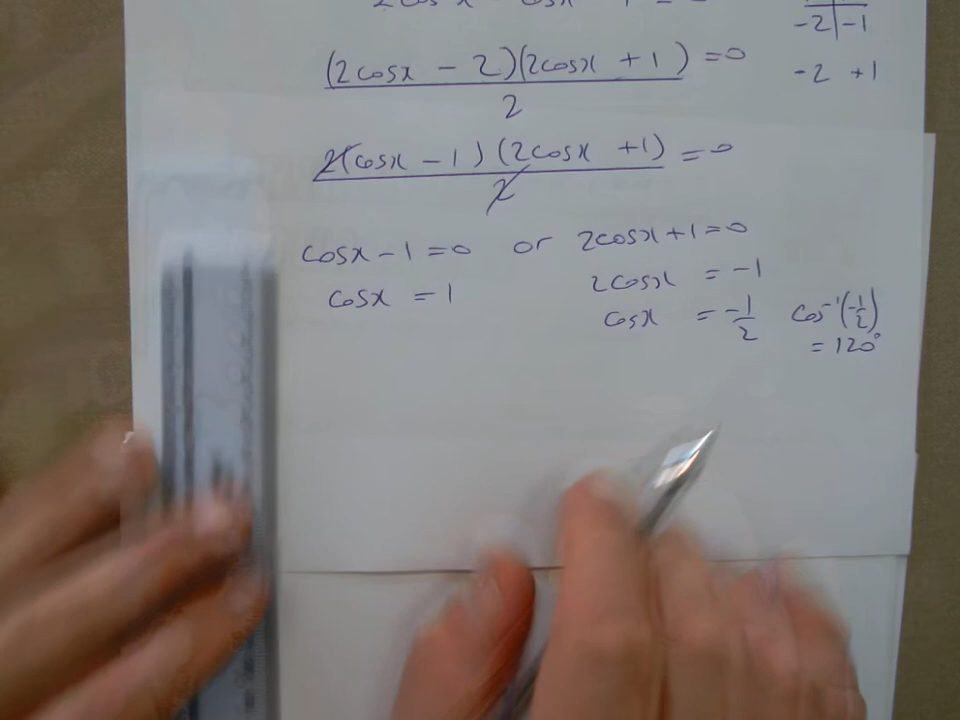 -2 | -1
(2cosx - 2)(2cosx + 1) = 0
2
-2 +1
2(cosx - 1)(2cosx + 1) = 0
2
cosx - 1 = 0 or 2cosx + 1 = 0
cosx = 1 2cosx = -1
cosx = -1/2 cos⁻¹(-1/2)
= 120°